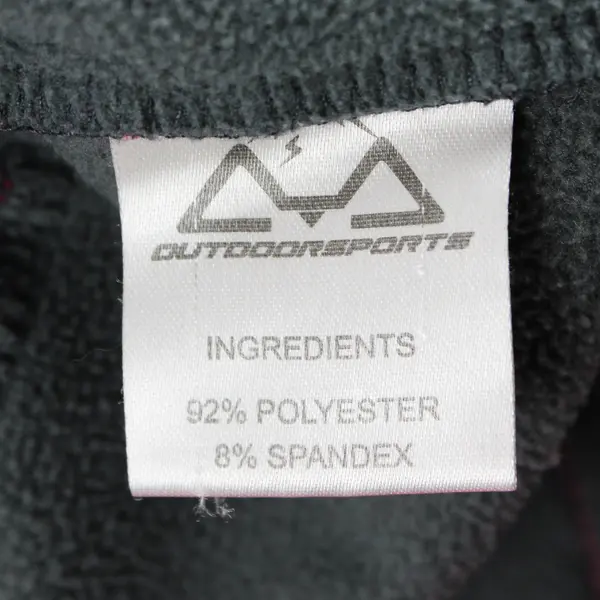 OUTDOORSPORTS
INGREDIENTS
92% POLYESTER
8% SPANDEX